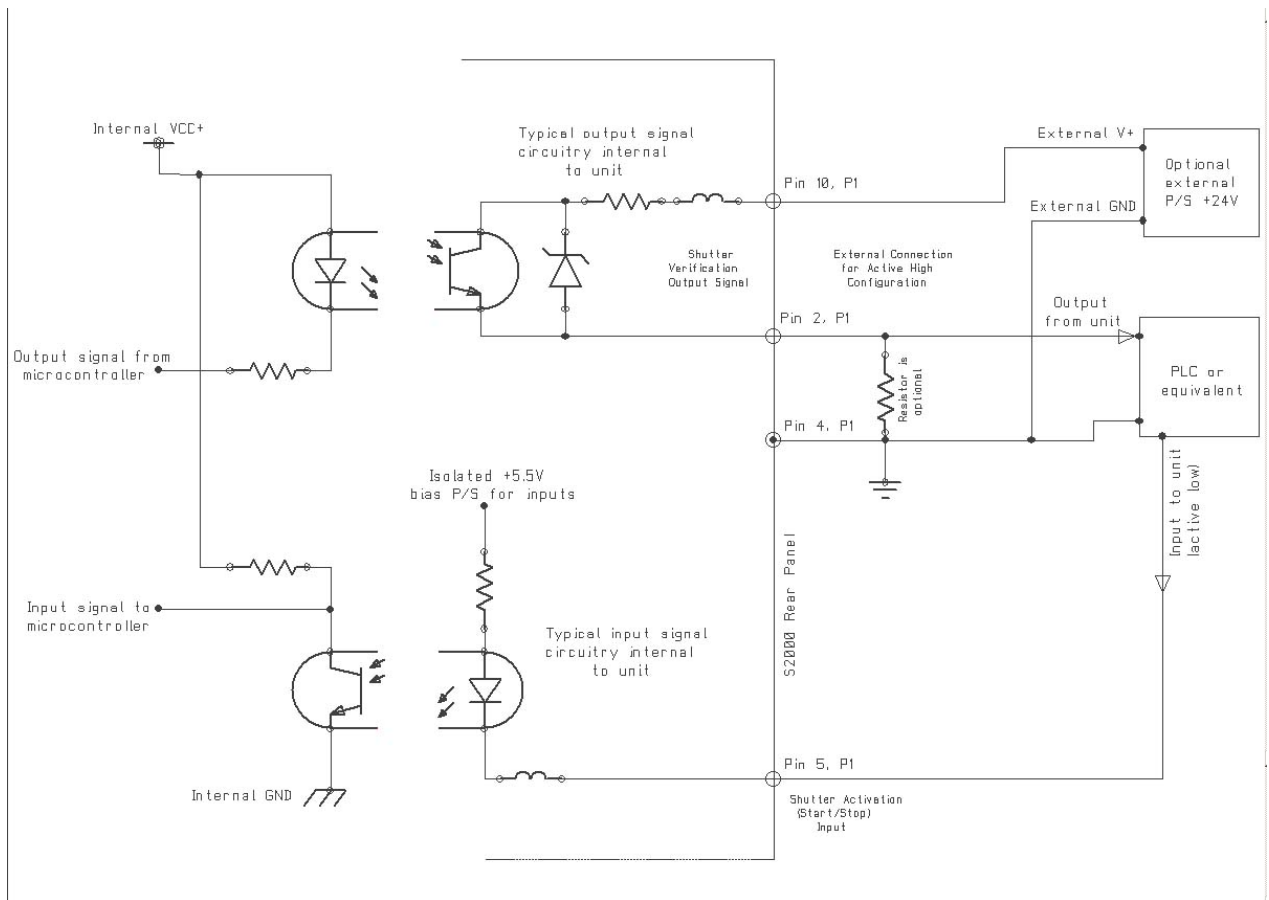 Internal VCC+
Typical output signal
circuitry internal
to unit
External V+
Optional
external
P/S +24V
Pin 10, P1
External GND
Shutter
Verification
Output Signal
External Connection
for Active High
Configuration
Pin 2, P1
Output
from unit
Output signal from
microcontroller
Resistor is
optional
PLC or
equivalent
Pin 4, P1
Isolated +5.5V
bias P/S for inputs
Input to unit
(active low)
S2000 Rear Panel
Input signal to
microcontroller
Typical input signal
circuitry internal
to unit
Pin 5, P1
Internal GND
Shutter Activation
(Start/Stop)
Input